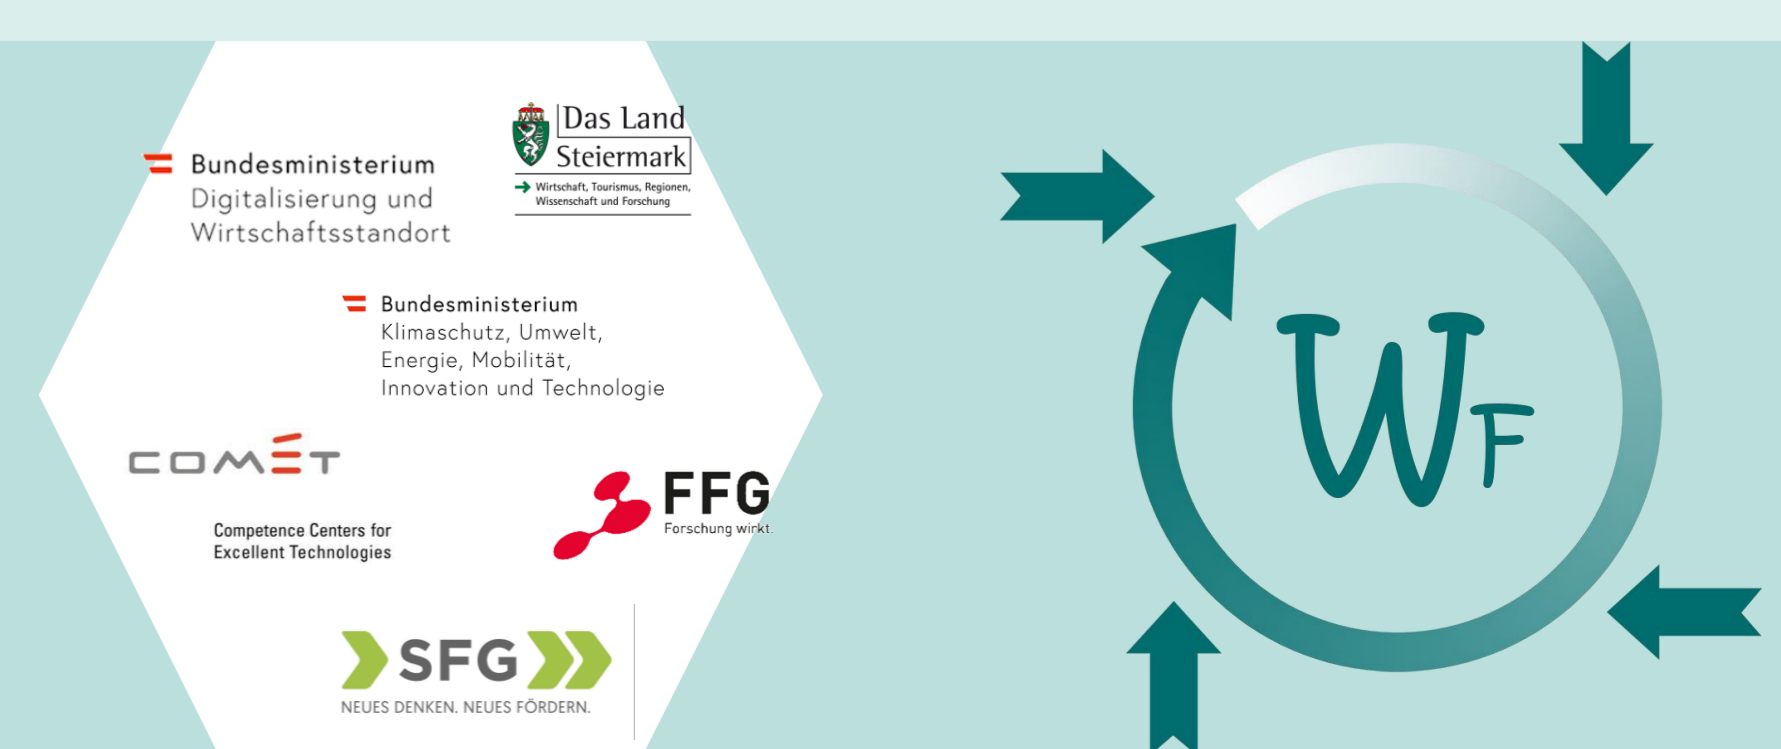 Bundesministerium
Digitalisierung und
Wirtschaftsstandort
Das Land
Steiermark
Wirtschaft, Tourismus, Regionen,
Wissenschaft und Forschung
Bundesministerium
Klimaschutz, Umwelt,
Energie, Mobilität,
Innovation und Technologie
COMET
Competence Centers for
Excellent Technologies
FFG
Forschung wirkt.
SFG
NEUES DENKEN. NEUES FÖRDERN.
WF